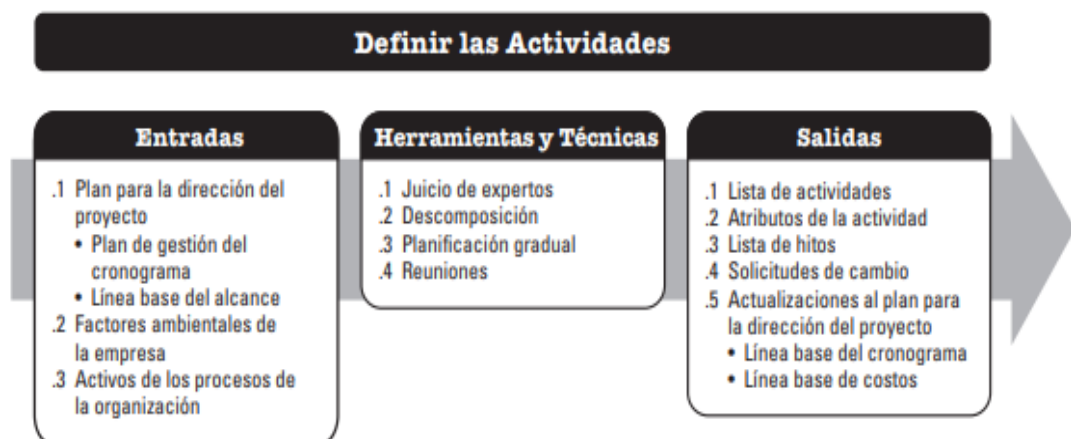 Definir las Actividades
Entradas
.1 Plan para la dirección del
proyecto
• Plan de gestión del
cronograma
• Línea base del alcance
.2 Factores ambientales de
la empresa
.3 Activos de los procesos de
la organización
Herramientas y Técnicas
.1 Juicio de expertos
.2 Descomposición
.3 Planificación gradual
.4 Reuniones
Salidas
.1 Lista de actividades
.2 Atributos de la actividad
.3 Lista de hitos
.4 Solicitudes de cambio
.5 Actualizaciones al plan para
la dirección del proyecto
• Línea base del cronograma
• Línea base de costos